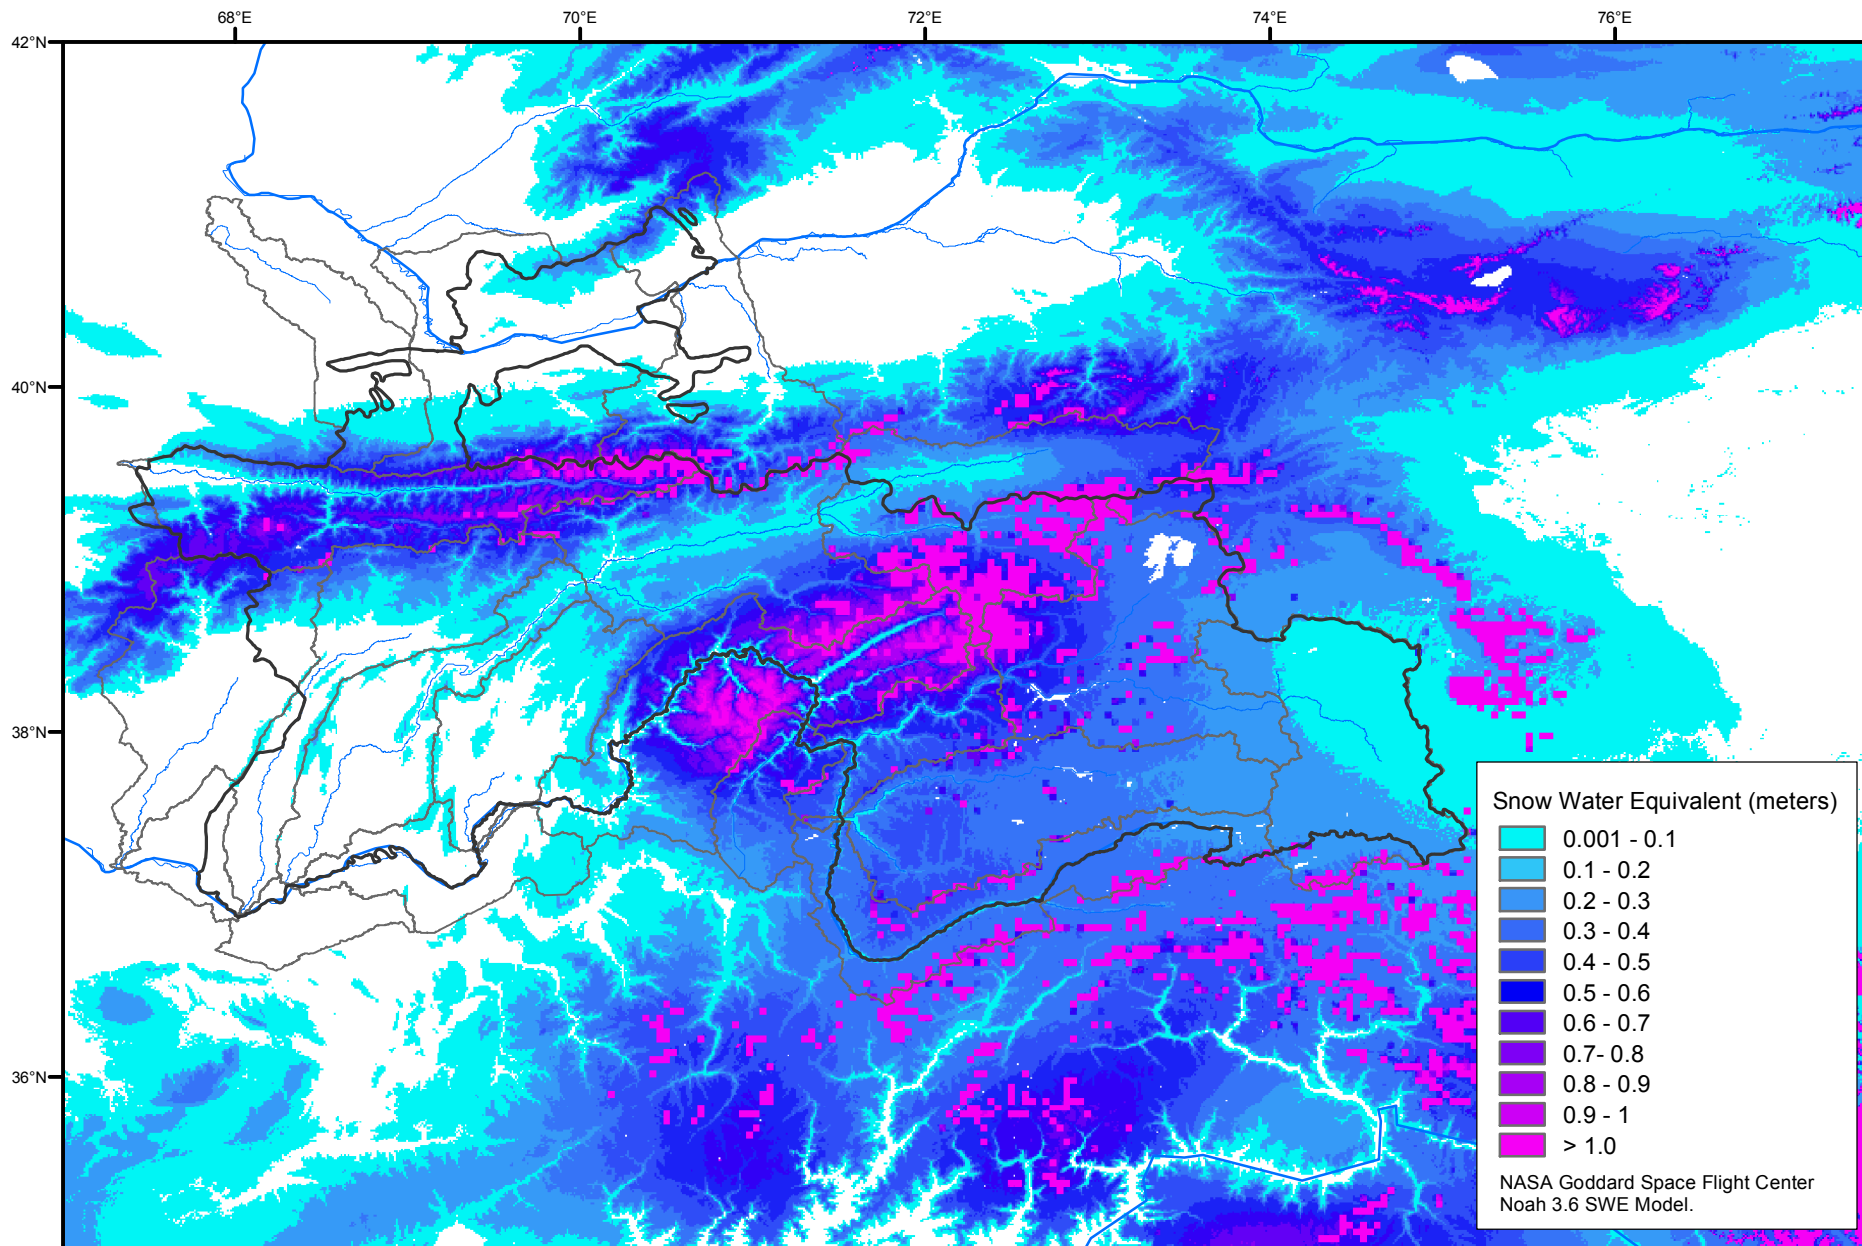 68°E 70°E 72°E 74°E 76°E
42°N
40°N
38°N
36°N
Snow Water Equivalent (meters)
0.001 - 0.1
0.1 - 0.2
0.2 - 0.3
0.3 - 0.4
0.4 - 0.5
0.5 - 0.6
0.6 - 0.7
0.7- 0.8
0.8 - 0.9
0.9 - 1
> 1.0
NASA Goddard Space Flight Center
Noah 3.6 SWE Model.